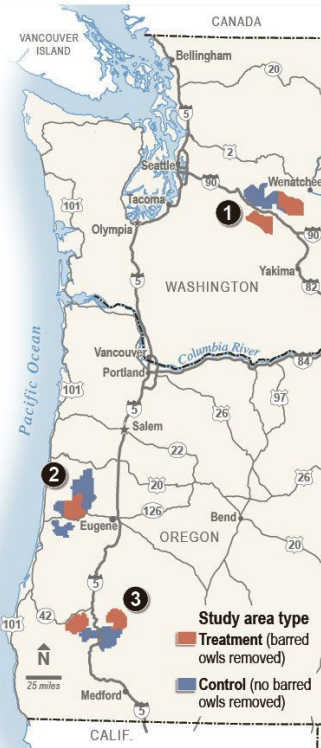 CANADA
VANCOUVER
ISLAND
Bellingham
20
5
2
Seattle
Wenatchee
90
Tacoma
1
101
Olympia
90
Yakima
WASHINGTON
82
5
Vancouver
Columbia River
Portland
84
Pacific Ocean
101
97
5
26
Salem
22
26
2
20
126
Bend
Eugene
OREGON
20
5
3
42
101
N
25 miles
Medford
5
CALIF.
Study area type
Treatment (barred
owls removed)
Control (no barred
owls removed)